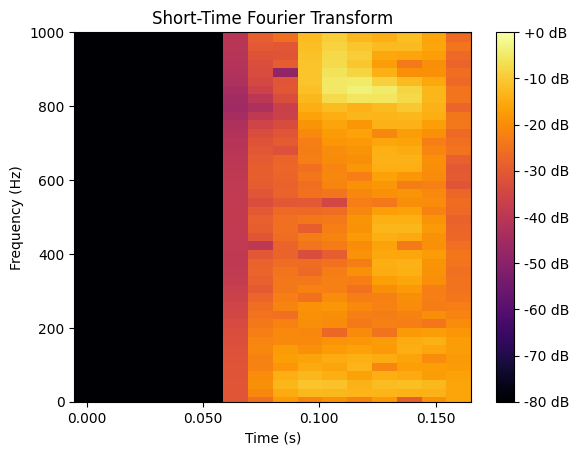 Short-Time Fourier Transform
1000
800
600
400
200
0
Frequency (Hz)
0.000
0.050
0.100
0.150
Time (s)
+0 dB
-10 dB
-20 dB
-30 dB
-40 dB
-50 dB
-60 dB
-70 dB
-80 dB